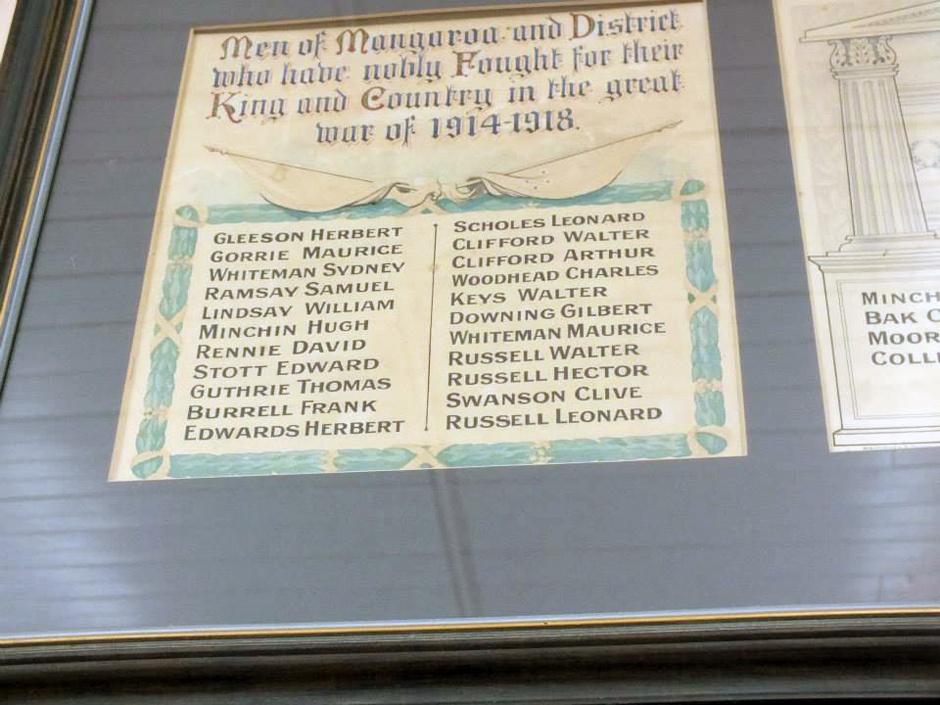 Men of Mangaroa and District
who have nobly Fought for their
King and Country in the great
war of 1914-1918.
GLEESON HERBERT
GORRIE MAURICE
WHITEMAN SYDNEY
RAMSAY SAMUEL
LINDSAY WILLIAM
MINCHIN HUGH
RENNIE DAVID
STOTT EDWARD
GUTHRIE THOMAS
BURRELL FRANK
EDWARDS HERBERT
SCHOLES LEONARD
CLIFFORD WALTER
CLIFFORD ARTHUR
WOODHEAD CHARLES
KEYS WALTER
DOWNING GILBERT
WHITEMAN MAURICE
RUSSELL WALTER
RUSSELL HECTOR
SWANSON CLIVE
RUSSELL LEONARD
MINCH
BAK
MOOR
COLLI